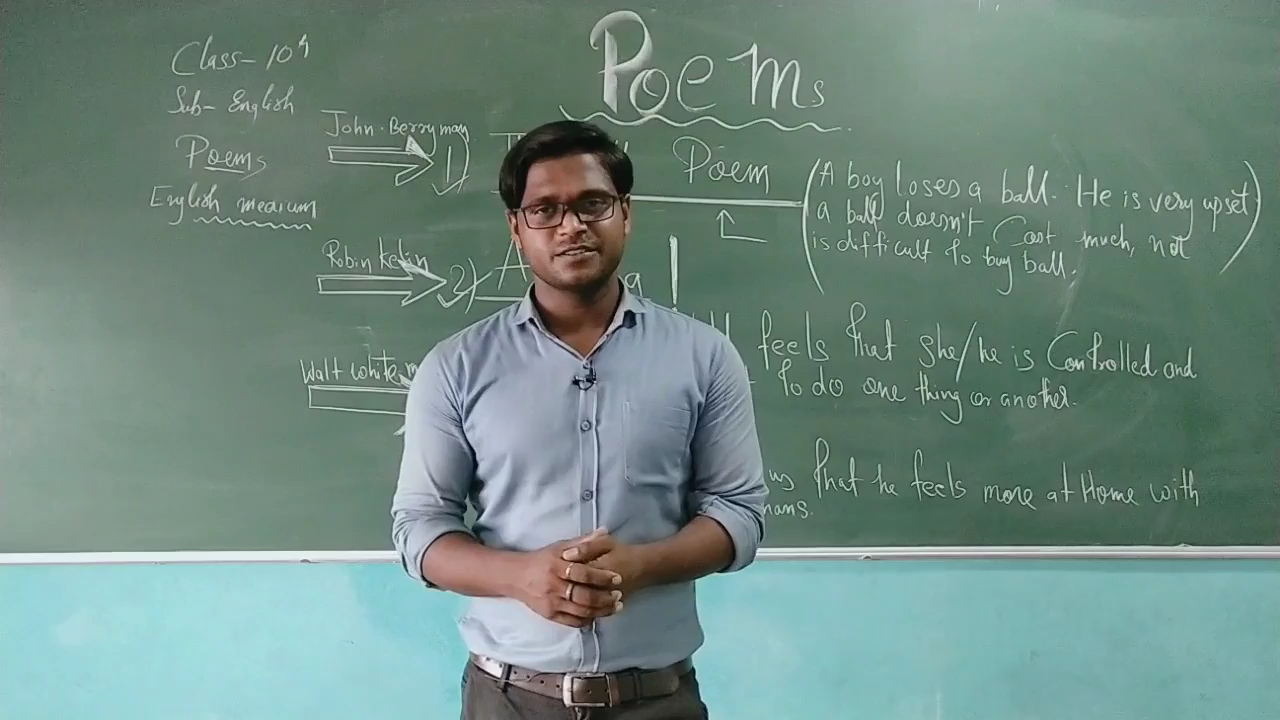 Poems
Class-10th
Sub- English
Poems
English medium
John Berryman
1)
Poem
(A boy loses a ball. He is very upset.
a ball doesn't Cost much, not
is difficult to buy ball.)
Robin
2) A
!
Walt white
feels that she/he is Controlled and
to do one thing or another.
us that he feels more at Home with